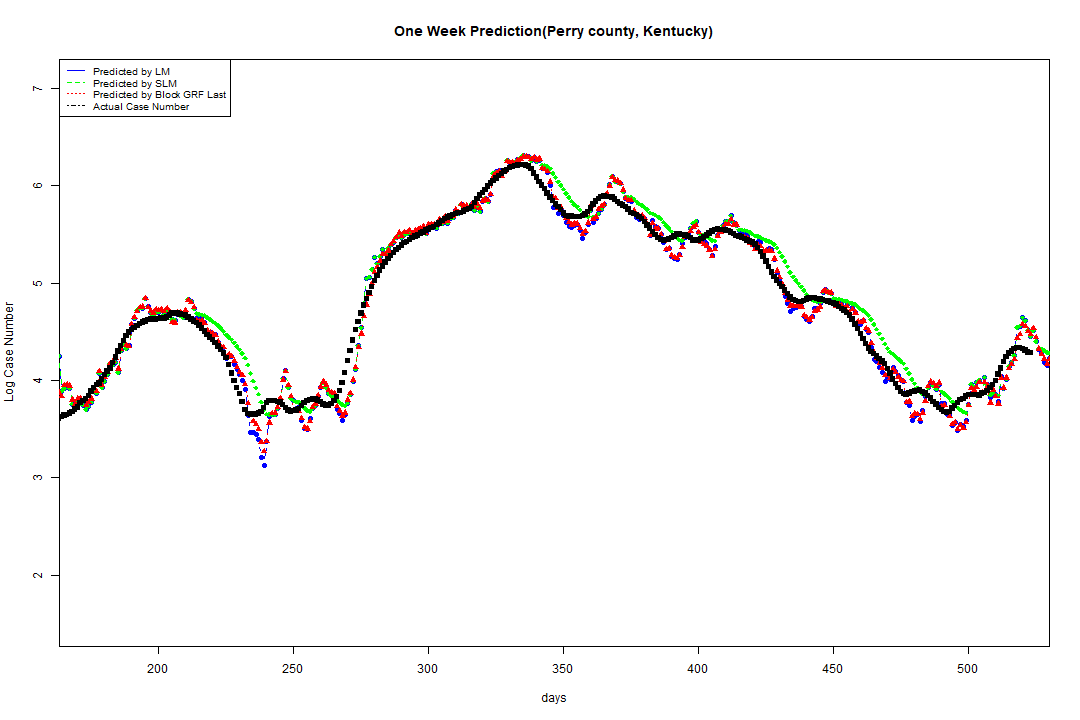 One Week Prediction(Perry county, Kentucky)
Predicted by LM
Predicted by SLM
Predicted by Block GRF Last
Actual Case Number
7
6
5
4
3
2
Log Case Number
200 250 300 350 400 450 500
days